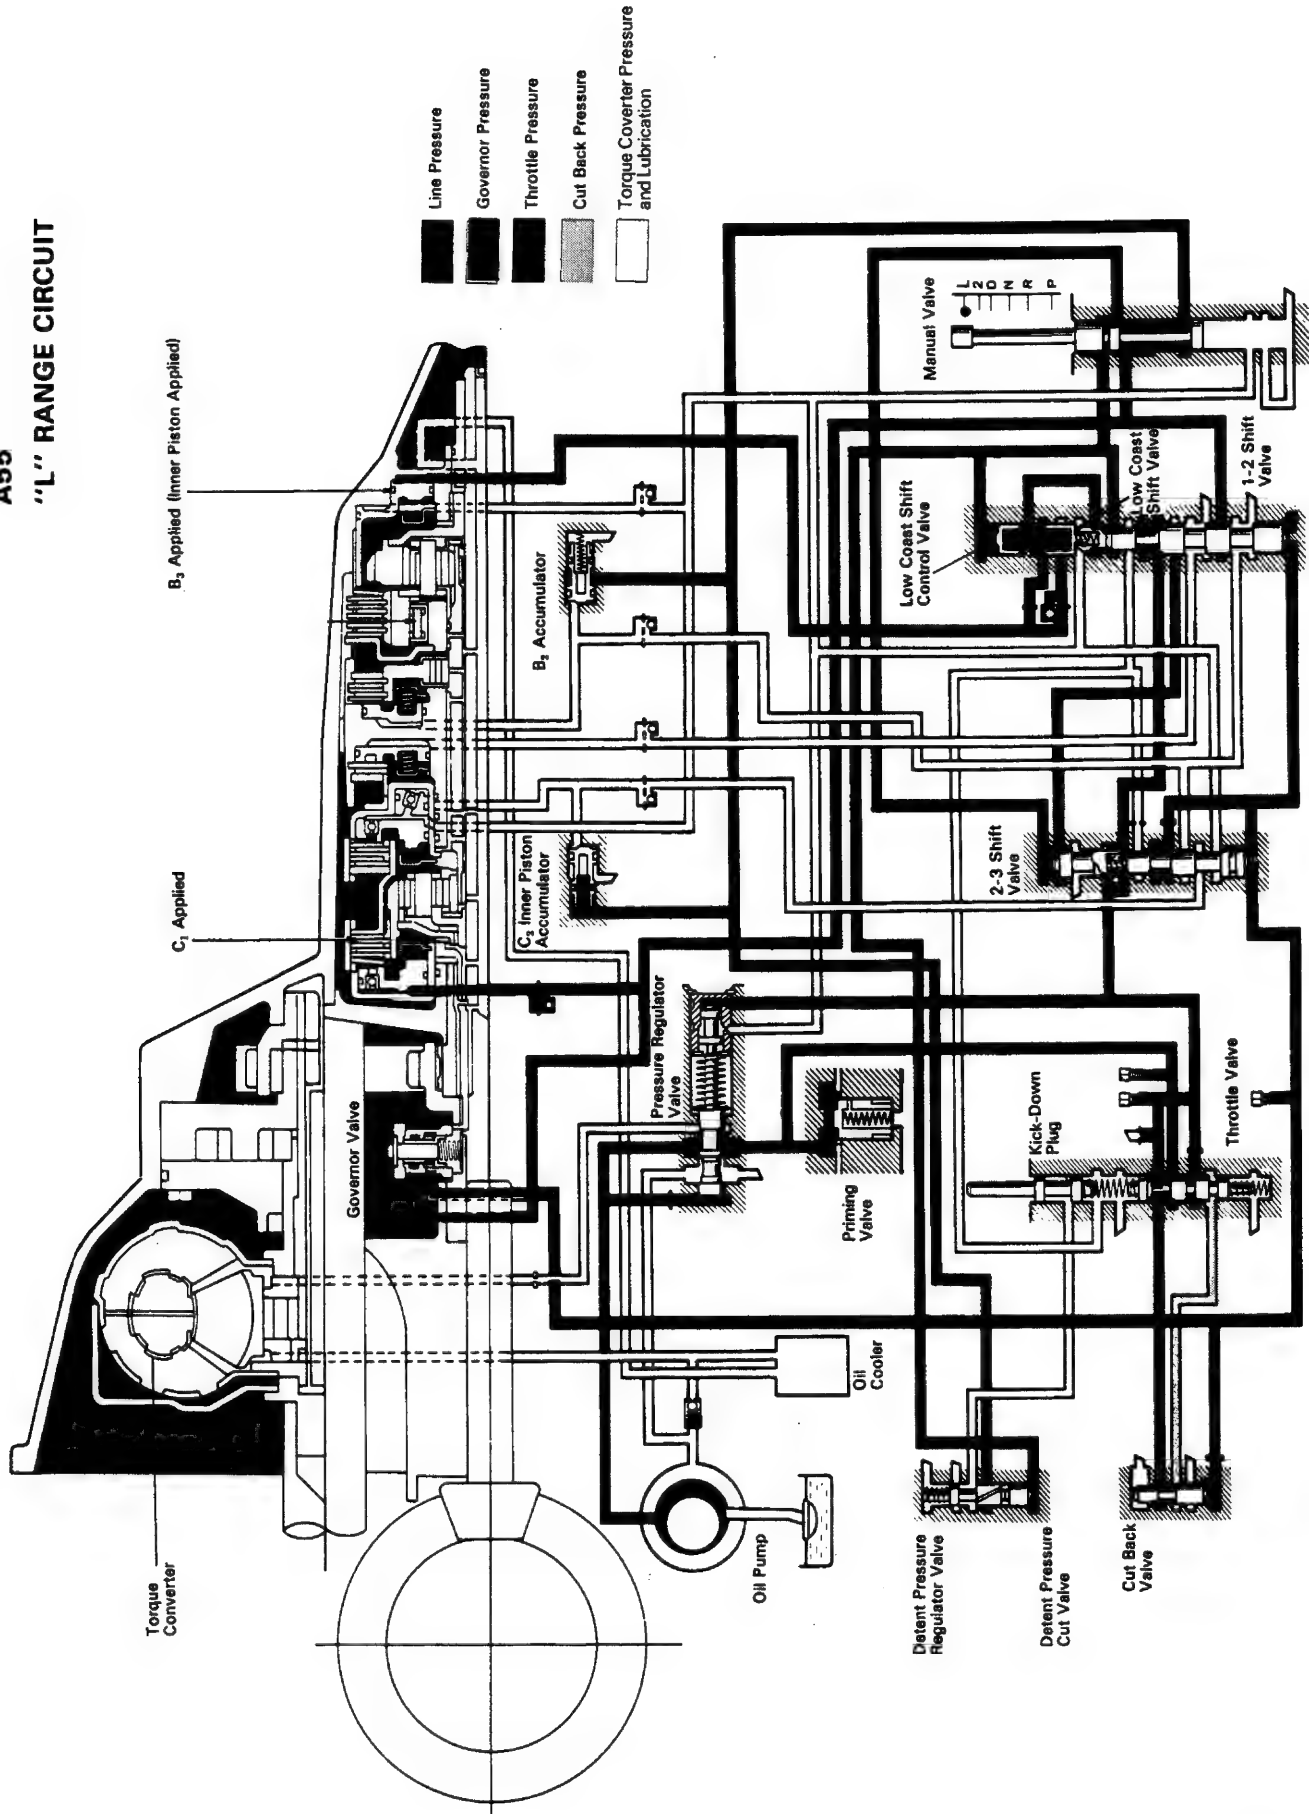 A55
"L" RANGE CIRCUIT
B₃ Applied (Inner Piston Applied)
C₁ Applied
Torque
Converter
Line Pressure
Governor Pressure
Throttle Pressure
Cut Back Pressure
Torque Coverter Pressure
and Lubrication
Governor Valve
B₂ Accumulator
C₂ Inner Piston
Accumulator
Pressure Regulator
Valve
Priming
Valve
Oil
Cooler
Oil Pump
Manual Valve
L
2
D
N
R
P
Low Coast Shift
Control Valve
Low Coast
Shift Valve
1-2 Shift
Valve
2-3 Shift
Valve
Kick-Down
Plug
Throttle Valve
Detent Pressure
Regulator Valve
Detent Pressure
Cut Valve
Cut Back
Valve